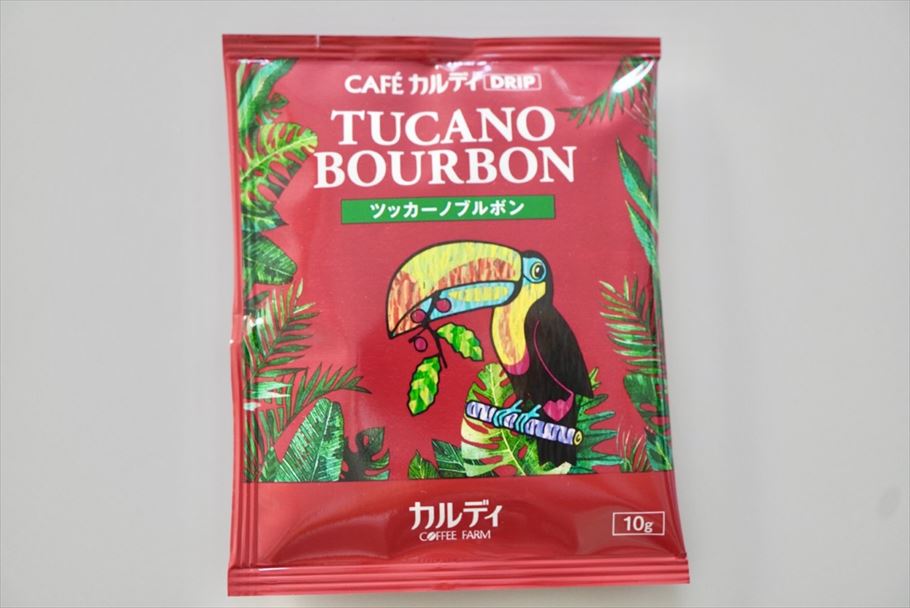 CAFÉ カルディ DRIP
TUCANO
BOURBON
ツッカーノブルボン
カルディ
COFFEE FARM
10g